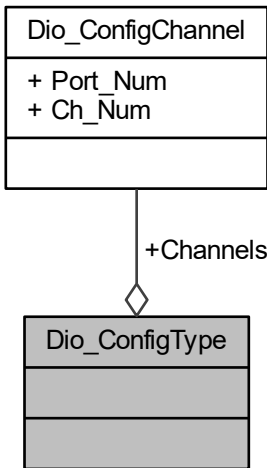 Dio_ConfigChannel
+ Port_Num
+ Ch_Num
+Channels
Dio_ConfigType